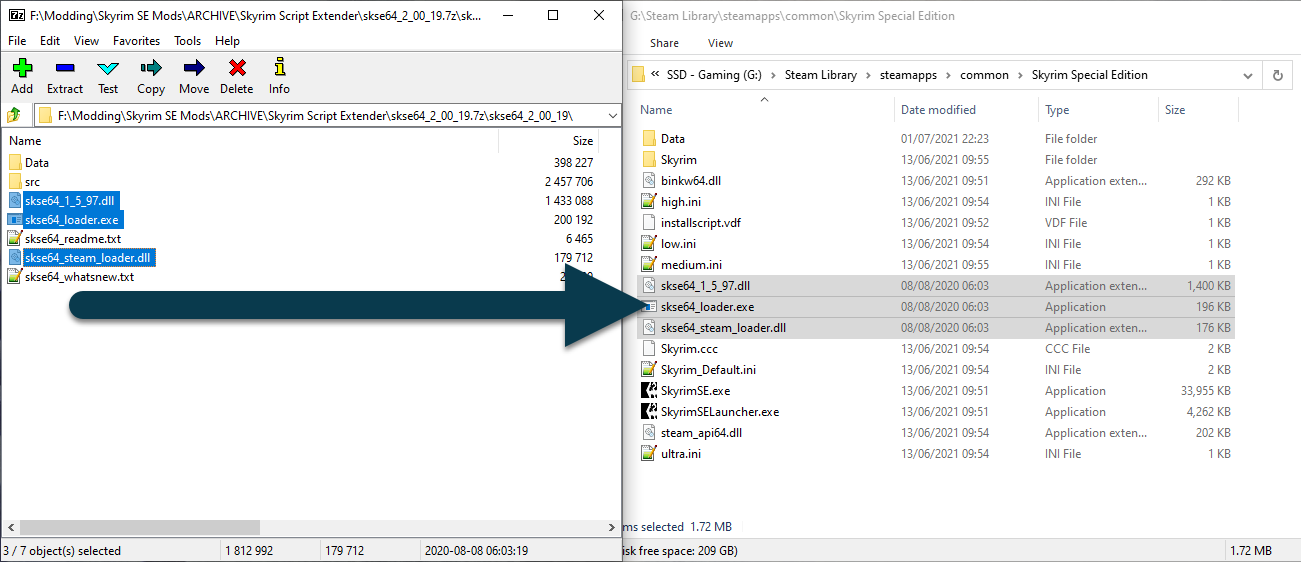 F:\Modding\Skyrim SE Mods\ARCHIVE\Skyrim Script Extender\skse64_2_00_19.7z\sk...
File Edit View Favorites Tools Help
Add Extract Test Copy Move Delete Info
F:\Modding\Skyrim SE Mods\ARCHIVE\Skyrim Script Extender\skse64_2_00_19.7z\skse64_2_00_19\
Name Size
Data 398 227
src 2 457 706
skse64_1_5_97.dll 1 433 088
skse64_loader.exe 200 192
skse64_readme.txt 6 465
skse64_steam_loader.dll 179 712
skse64_whatsnew.txt
3 / 7 object(s) selected 1 812 992 179 712 2020-08-08 06:03:19
G:\Steam Library\steamapps\common\Skyrim Special Edition
Share View
« SSD - Gaming (G:) > Steam Library > steamapps > common > Skyrim Special Edition
Name Date modified Type Size
Data 01/07/2021 22:23 File folder
Skyrim 13/06/2021 09:55 File folder
binkw64.dll 13/06/2021 09:51 Application exten... 292 KB
high.ini 13/06/2021 09:55 INI File 1 KB
installscript.vdf 13/06/2021 09:52 VDF File 1 KB
low.ini 13/06/2021 09:54 INI File 1 KB
medium.ini 13/06/2021 09:55 INI File 1 KB
skse64_1_5_97.dll 08/08/2020 06:03 Application exten... 1,400 KB
skse64_loader.exe 08/08/2020 06:03 Application 196 KB
skse64_steam_loader.dll 08/08/2020 06:03 Application exten... 176 KB
Skyrim.ccc 13/06/2021 09:54 CCC File 2 KB
Skyrim_Default.ini 13/06/2021 09:54 INI File 2 KB
SkyrimSE.exe 13/06/2021 09:51 Application 33,955 KB
SkyrimSELauncher.exe 13/06/2021 09:51 Application 4,262 KB
steam_api64.dll 13/06/2021 09:54 Application exten... 202 KB
ultra.ini 13/06/2021 09:54 INI File 1 KB
ms selected 1.72 MB
isk free space: 209 GB) 1.72 MB